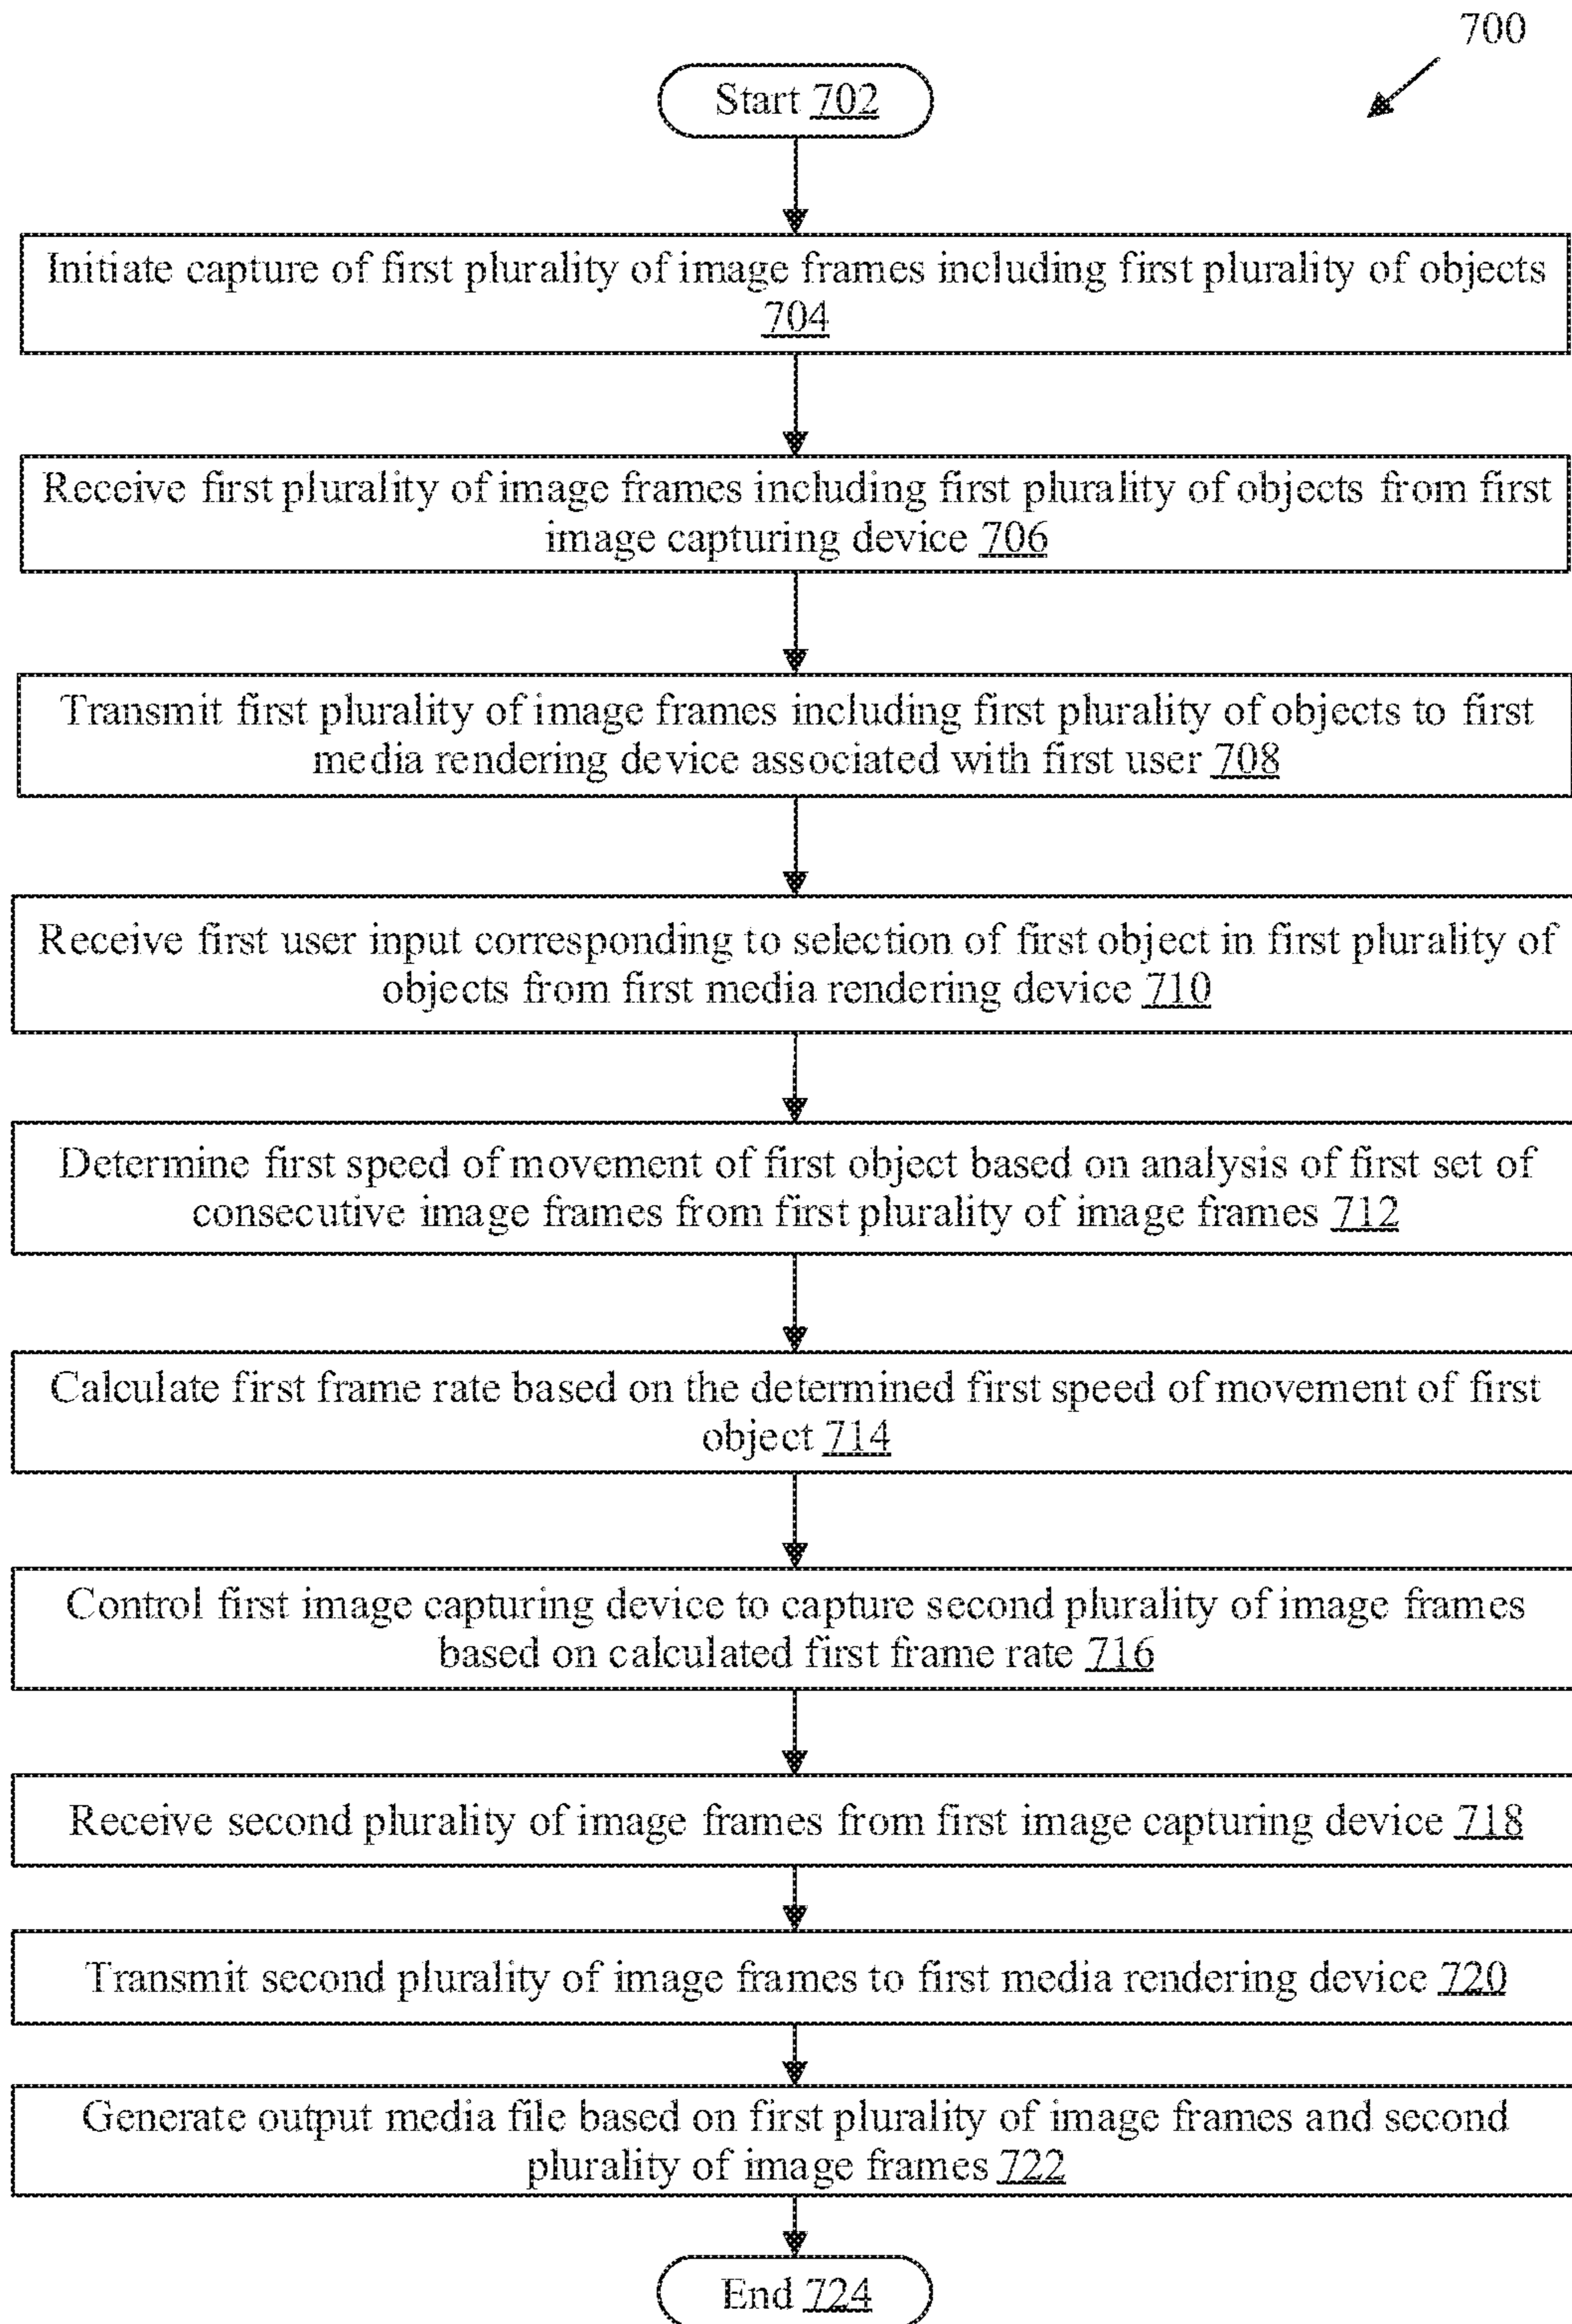 700
Start 702
Initiate capture of first plurality of image frames including first plurality of objects
704
Receive first plurality of image frames including first plurality of objects from first
image capturing device 706
Transmit first plurality of image frames including first plurality of objects to first
media rendering device associated with first user 708
Receive first user input corresponding to selection of first object in first plurality of
objects from first media rendering device 710
Determine first speed of movement of first object based on analysis of first set of
consecutive image frames from first plurality of image frames 712
Calculate first frame rate based on the determined first speed of movement of first
object 714
Control first image capturing device to capture second plurality of image frames
based on calculated first frame rate 716
Receive second plurality of image frames from first image capturing device 718
Transmit second plurality of image frames to first media rendering device 720
Generate output media file based on first plurality of image frames and second
plurality of image frames 722
End 724